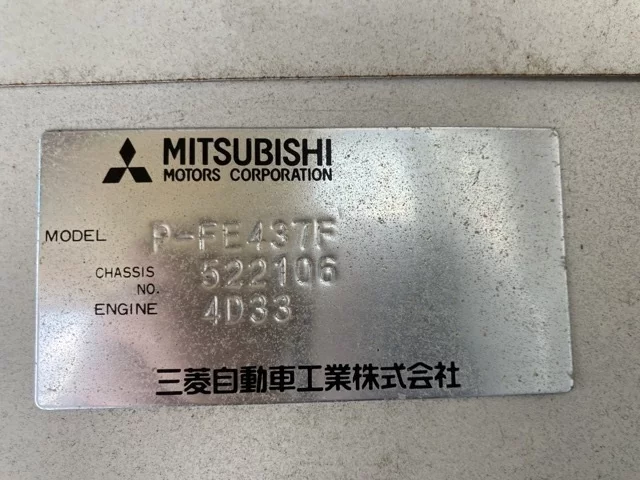 MITSUBISHI
MOTORS CORPORATION
MODEL P-FE437F
CHASSIS NO. 522106
ENGINE 4D33
三菱自動車工業株式会社